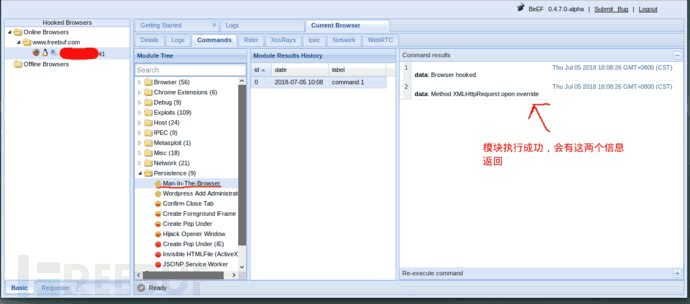 BeEF 0.4.7.0-alpha | Submit Bug | Logout
Hooked Browsers
Online Browsers
www.freebuf.com
41
Offline Browsers
Basic
Requester
Getting Started
Logs
Current Browser
Details
Logs
Commands
Rider
XssRays
Ipec
Network
WebRTC
Module Tree
Search
Browser (56)
Chrome Extensions (6)
Debug (9)
Exploits (109)
Host (24)
IPEC (9)
Metasploit (1)
Misc (18)
Network (21)
Persistence (9)
Man-In-The-Browser
Wordpress Add Administrat
Confirm Close Tab
Create Foreground iFrame
Create Pop Under
Hijack Opener Window
Create Pop Under (IE)
Invisible HTMLFile (ActiveX
JSONP Service Worker
Module Results History
id date label
0 2018-07-05 10:08 command 1
Command results
1 Thu Jul 05 2018 18:08:26 GMT+0800 (CST)
data: Browser hooked.
2 Thu Jul 05 2018 18:08:26 GMT+0800 (CST)
data: Method XMLHttpRequest.open override
模块执行成功，会有这两个信息
返回
Re-execute command
Ready
FREEBUF